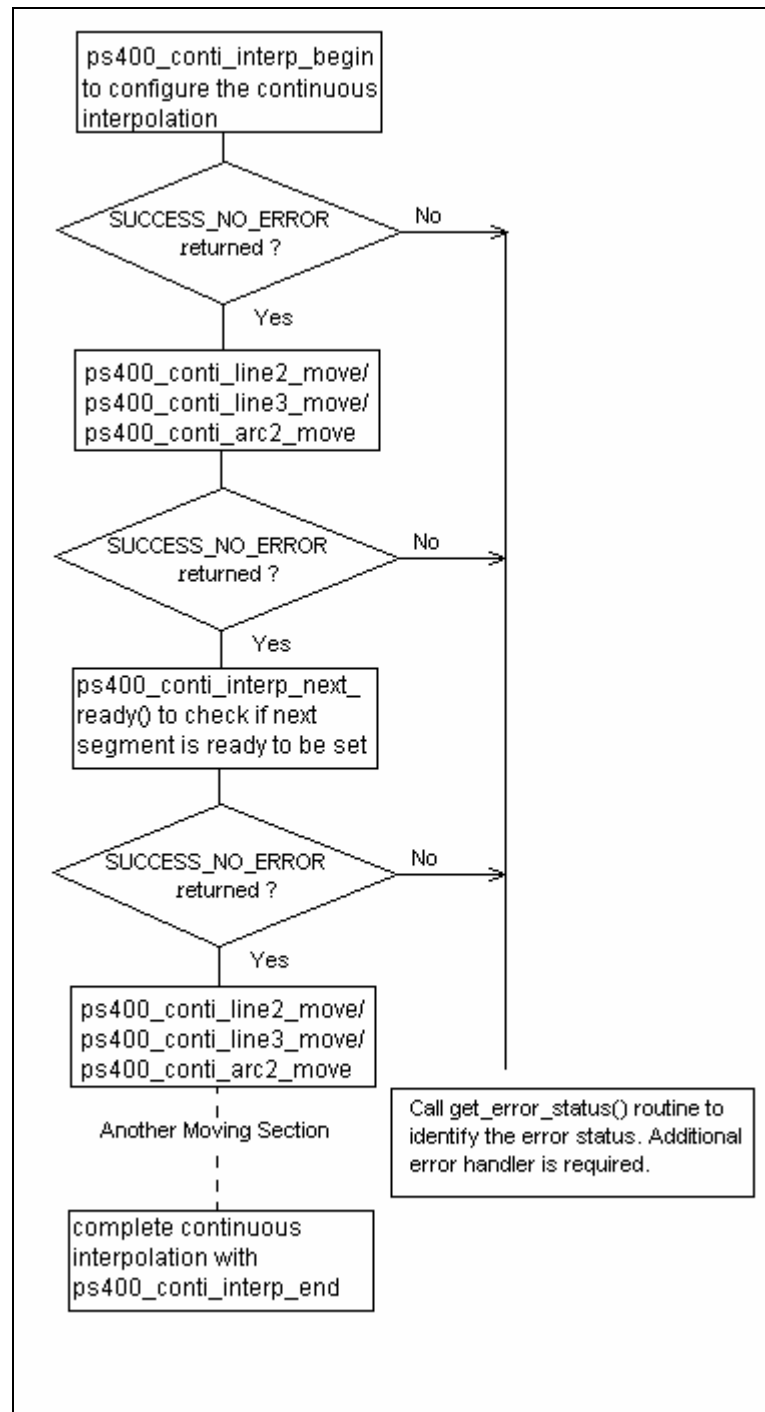 ps400_conti_interp_begin
to configure the continuous
interpolation
SUCCESS_NO_ERROR
returned ?
No
Yes
ps400_conti_line2_move/
ps400_conti_line3_move/
ps400_conti_arc2_move
SUCCESS_NO_ERROR
returned ?
No
Yes
ps400_conti_interp_next_
ready() to check if next
segment is ready to be set
SUCCESS_NO_ERROR
returned ?
No
Yes
ps400_conti_line2_move/
ps400_conti_line3_move/
ps400_conti_arc2_move
Another Moving Section
Call get_error_status() routine to
identify the error status. Additional
error handler is required.
complete continuous
interpolation with
ps400_conti_interp_end